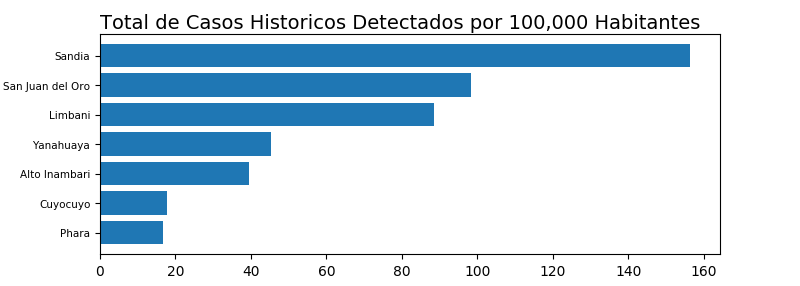 Total de Casos Historicos Detectados por 100,000 Habitantes
Sandia
San Juan del Oro
Limbani
Yanahuaya
Alto Inambari
Cuyocuyo
Phara
0 20 40 60 80 100 120 140 160